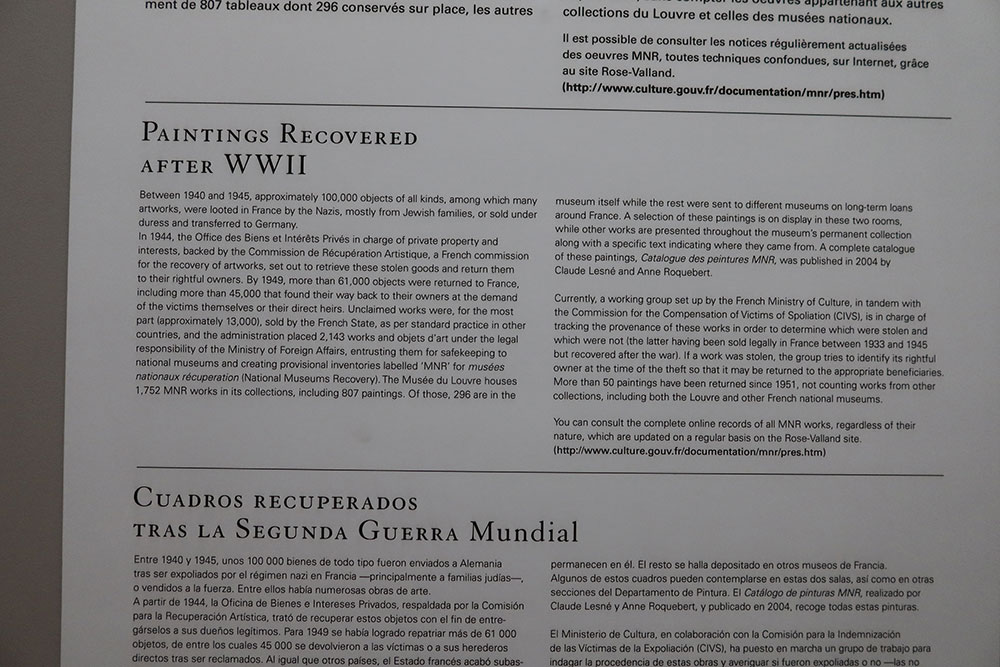 ment de 807 tableaux dont 296 conservés sur place, les autres
oeuvres appartenant aux autres
collections du Louvre et celles des musées nationaux.
Il est possible de consulter les notices régulièrement actualisées
des oeuvres MNR, toutes techniques confondues, sur Internet, grâce
au site Rose-Valland.
(http://www.culture.gouv.fr/documentation/mnr/pres.htm)
PAINTINGS RECOVERED
AFTER WWII
Between 1940 and 1945, approximately 100,000 objects of all kinds, among which many
artworks, were looted in France by the Nazis, mostly from Jewish families, or sold under
duress and transferred to Germany.
In 1944, the Office des Biens et Intérêts Privés in charge of private property and
interests, backed by the Commission de Récupération Artistique, a French commission
for the recovery of artworks, set out to retrieve these stolen goods and return them
to their rightful owners. By 1949, more than 61,000 objects were returned to France,
including more than 45,000 that found their way back to their owners at the demand
of the victims themselves or their direct heirs. Unclaimed works were, for the most
part (approximately 13,000), sold by the French State, as per standard practice in other
countries, and the administration placed 2,143 works and objets d'art under the legal
responsibility of the Ministry of Foreign Affairs, entrusting them for safekeeping to
national museums and creating provisional inventories labelled 'MNR' for musées
nationaux récuperation (National Museums Recovery). The Musée du Louvre houses
1,752 MNR works in its collections, including 807 paintings. Of those, 296 are in the
museum itself while the rest were sent to different museums on long-term loans
around France. A selection of these paintings is on display in these two rooms,
while other works are presented throughout the museum's permanent collection
along with a specific text indicating where they came from. A complete catalogue
of these paintings, Catalogue des peintures MNR, was published in 2004 by
Claude Lesné and Anne Roquebert.
Currently, a working group set up by the French Ministry of Culture, in tandem with
the Commission for the Compensation of Victims of Spoliation (CIVS), is in charge of
tracking the provenance of these works in order to determine which were stolen and
which were not (the latter having been sold legally in France between 1933 and 1945
but recovered after the war). If a work was stolen, the group tries to identify its rightful
owner at the time of the theft so that it may be returned to the appropriate beneficiaries.
More than 50 paintings have been returned since 1951, not counting works from other
collections, including both the Louvre and other French national museums.
You can consult the complete online records of all MNR works, regardless of their
nature, which are updated on a regular basis on the Rose-Valland site.
(http://www.culture.gouv.fr/documentation/mnr/pres.htm)
CUADROS RECUPERADOS
TRAS LA SEGUNDA GUERRA Mundial
Entre 1940 y 1945, unos 100 000 bienes de todo tipo fueron enviados a Alemania
tras ser expoliados por el régimen nazi en Francia —principalmente a familias judías—,
o vendidos a la fuerza. Entre ellos había numerosas obras de arte.
A partir de 1944, la Oficina de Bienes e Intereses Privados, respaldada por la Comisión
para la Recuperación Artística, trató de recuperar estos objetos con el fin de entre-
gárselos a sus dueños legítimos. Para 1949 se había logrado repatriar más de 61 000
objetos, de entre los cuales 45 000 se devolvieron a las víctimas o a sus herederos
directos tras ser reclamados. Al igual que otros países, el Estado francés acabó subas-
permanecen en él. El resto se halla depositado en otros museos de Francia.
Algunos de estos cuadros pueden contemplarse en estas dos salas, así como en otras
secciones del Departamento de Pintura. El Catálogo de pinturas MNR, realizado por
Claude Lesné y Anne Roquebert, y publicado en 2004, recoge todas estas pinturas.
El Ministerio de Cultura, en colaboración con la Comisión para la Indemnización
de las Víctimas de la Expoliación (CIVS), ha puesto en marcha un grupo de trabajo para
indagar la procedencia de estas obras y averiguar si fueron expoliadas o no —las